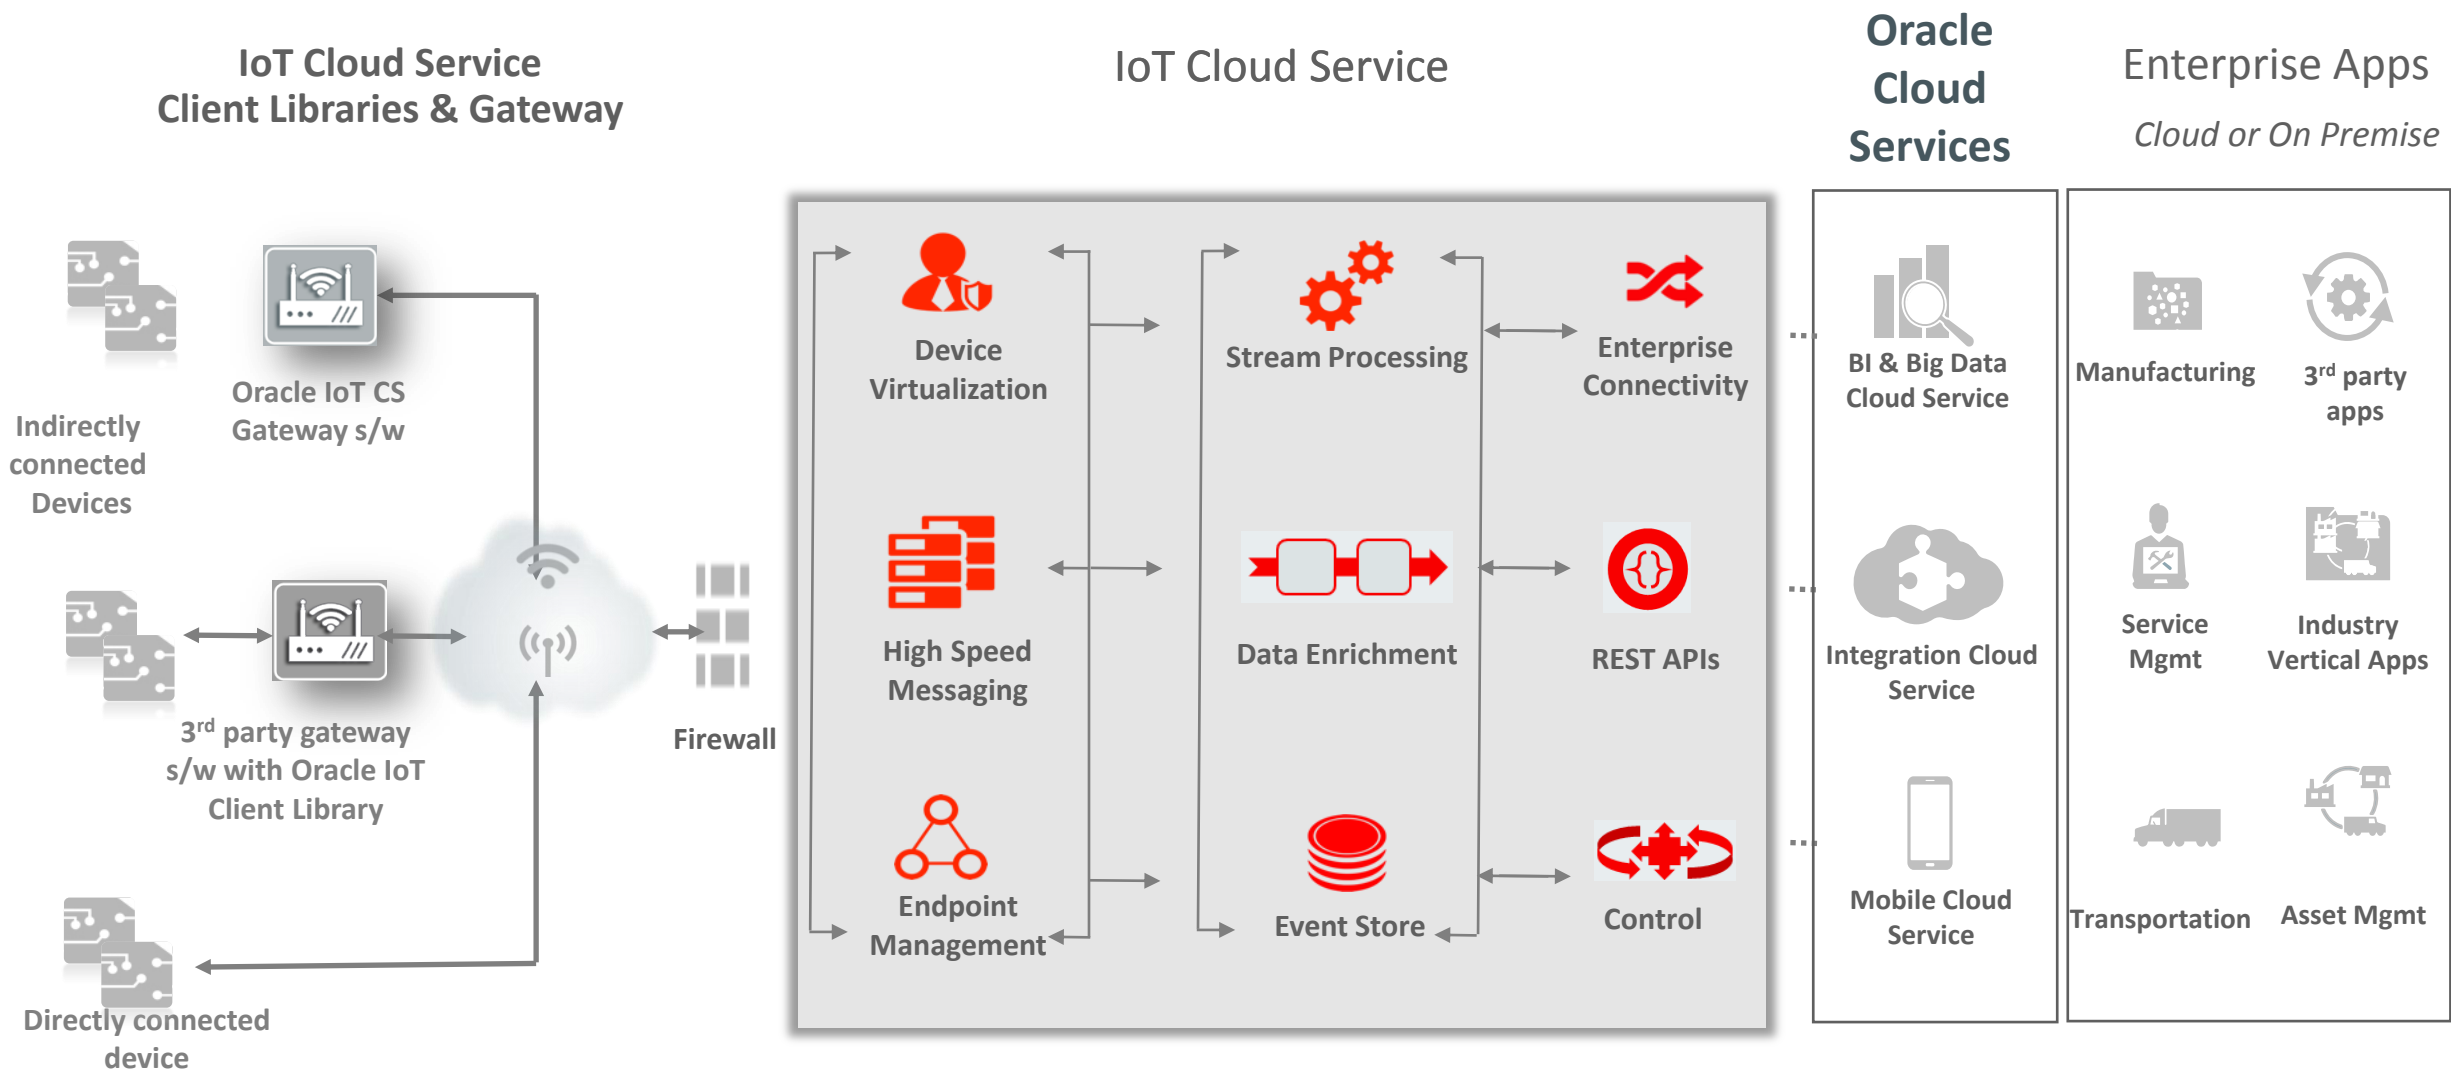 IoT Cloud Service
Client Libraries & Gateway
IoT Cloud Service
Oracle
Cloud
Services
Enterprise Apps
Cloud or On Premise
Indirectly
connected
Devices
Oracle IoT CS
Gateway s/w
3rd party gateway
s/w with Oracle IoT
Client Library
Directly connected
device
Firewall
Device
Virtualization
High Speed
Messaging
Endpoint
Management
Stream Processing
Data Enrichment
Event Store
Enterprise
Connectivity
REST APIs
Control
BI & Big Data
Cloud Service
Integration Cloud
Service
Mobile Cloud
Service
Manufacturing
3rd party
apps
Service
Mgmt
Industry
Vertical Apps
Transportation
Asset Mgmt